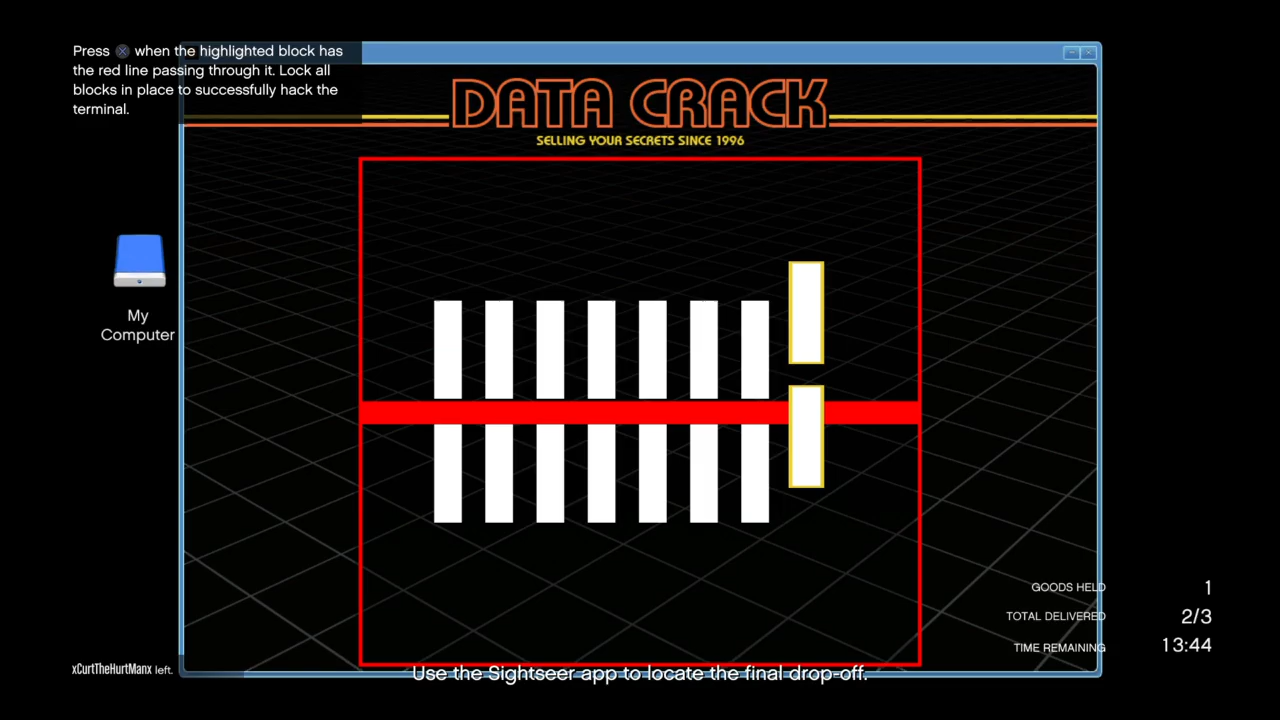 Press ⓧ when the highlighted block has
the red line passing through it. Lock all
blocks in place to successfully hack the
terminal.
DATA CRACK
SELLING YOUR SECRETS SINCE 1996
My
Computer
GOODS HELD 1
TOTAL DELIVERED 2/3
TIME REMAINING 13:44
xCurtTheHurtManx left.
Use the Sightseer app to locate the final drop-off.